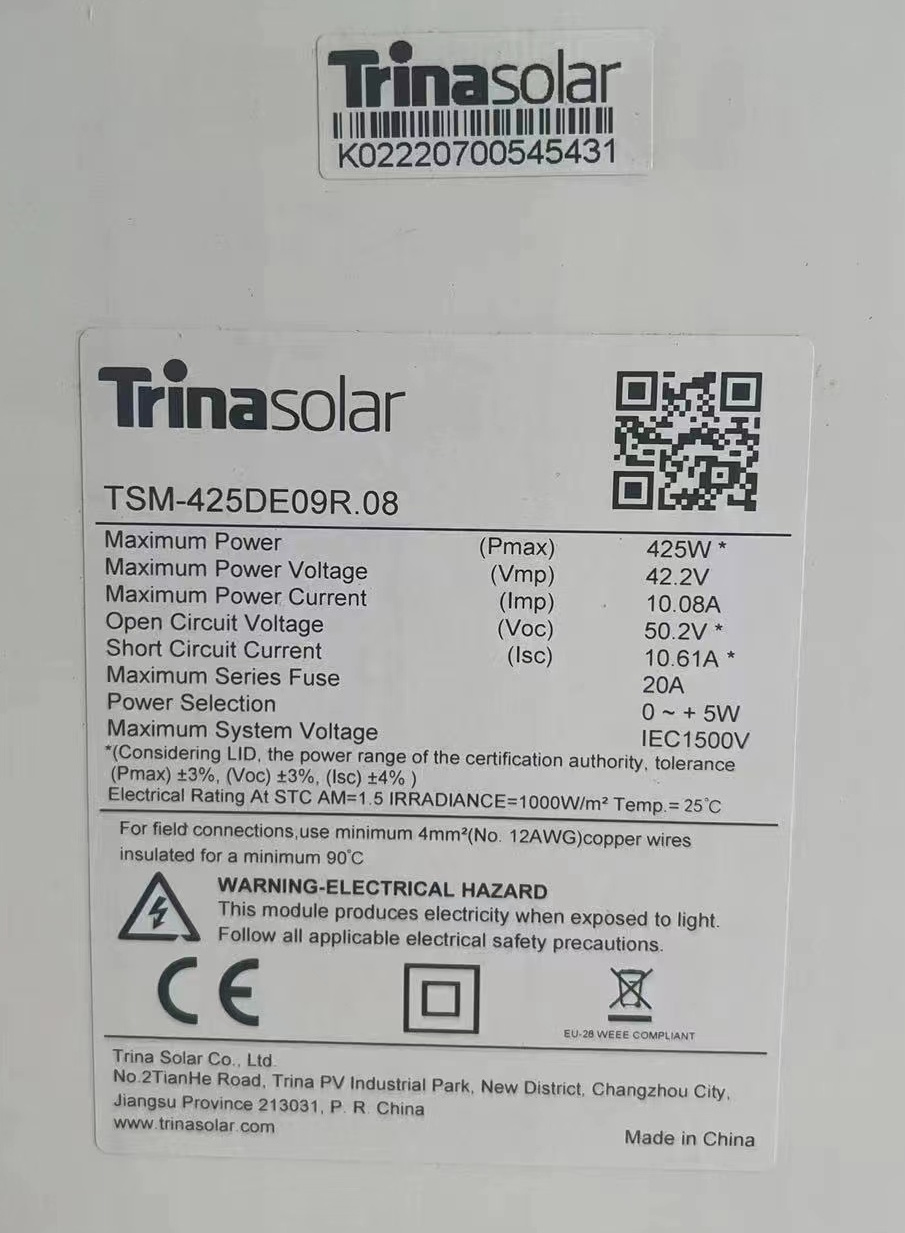 Trinasolar
K02220700545431
Trinasolar
TSM-425DE09R.08
Maximum Power (Pmax) 425W *
Maximum Power Voltage (Vmp) 42.2V
Maximum Power Current (Imp) 10.08A
Open Circuit Voltage (Voc) 50.2V *
Short Circuit Current (Isc) 10.61A *
Maximum Series Fuse 20A
Power Selection 0 ~ + 5W
Maximum System Voltage IEC1500V
*(Considering LID, the power range of the certification authority, tolerance
(Pmax) ±3%, (Voc) ±3%, (Isc) ±4% )
Electrical Rating At STC AM=1.5 IRRADIANCE=1000W/m² Temp.= 25°C
For field connections,use minimum 4mm²(No. 12AWG)copper wires
insulated for a minimum 90°C
WARNING-ELECTRICAL HAZARD
This module produces electricity when exposed to light.
Follow all applicable electrical safety precautions.
CE
EU-28 WEEE COMPLIANT
Trina Solar Co., Ltd.
No.2TianHe Road, Trina PV Industrial Park, New District, Changzhou City,
Jiangsu Province 213031, P. R. China
www.trinasolar.com
Made in China